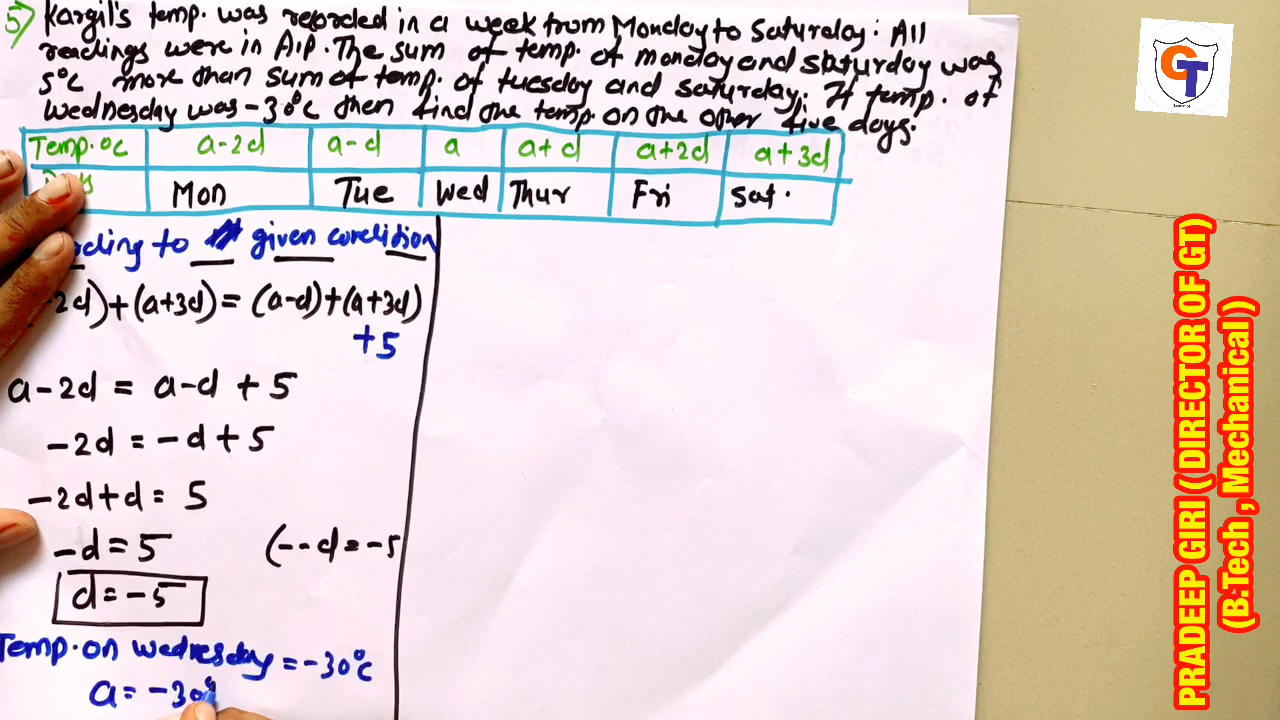 5) Kargil's temp. was recorded in a week from Monday to Saturday. All
readings were in A.P. The sum of temp. of monday and saturday was
5°C more than sum of temp. of tuesday and saturday. If temp. of
wednesday was -30°C then find the temp. on the other five days.
Temp. °C a-2d a-d a a+d a+2d a+3d
Mon Tue Wed Thur Fri Sat.
to given condition
2d)+(a+3d)= (a-d)+(a+3d)
+5
a-2d = a-d + 5
-2d = -d + 5
-2d+d = 5
-d = 5 (--d = -5
d = -5
Temp. on wednesday = -30°C
a = -30°
GT
PRADEEP GIRI ( DIRECTOR OF GT)
(B.Tech , Mechanical )